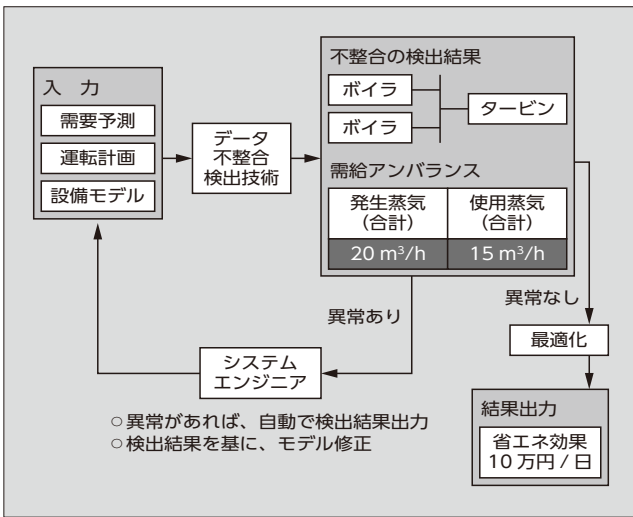 入　力
需要予測
運転計画
設備モデル
データ
不整合
検出技術
不整合の検出結果
ボイラ
ボイラ
タービン
需給アンバランス
発生蒸気
(合計)
使用蒸気
(合計)
20 m³/h
15 m³/h
異常あり
異常なし
システム
エンジニア
最適化
○異常があれば、自動で検出結果出力
○検出結果を基に、モデル修正
結果出力
省エネ効果
10 万円 / 日